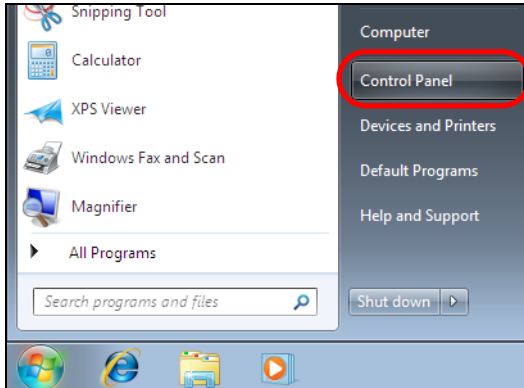 Snipping Tool
Calculator
XPS Viewer
Windows Fax and Scan
Magnifier
All Programs
Search programs and files
Computer
Control Panel
Devices and Printers
Default Programs
Help and Support
Shut down